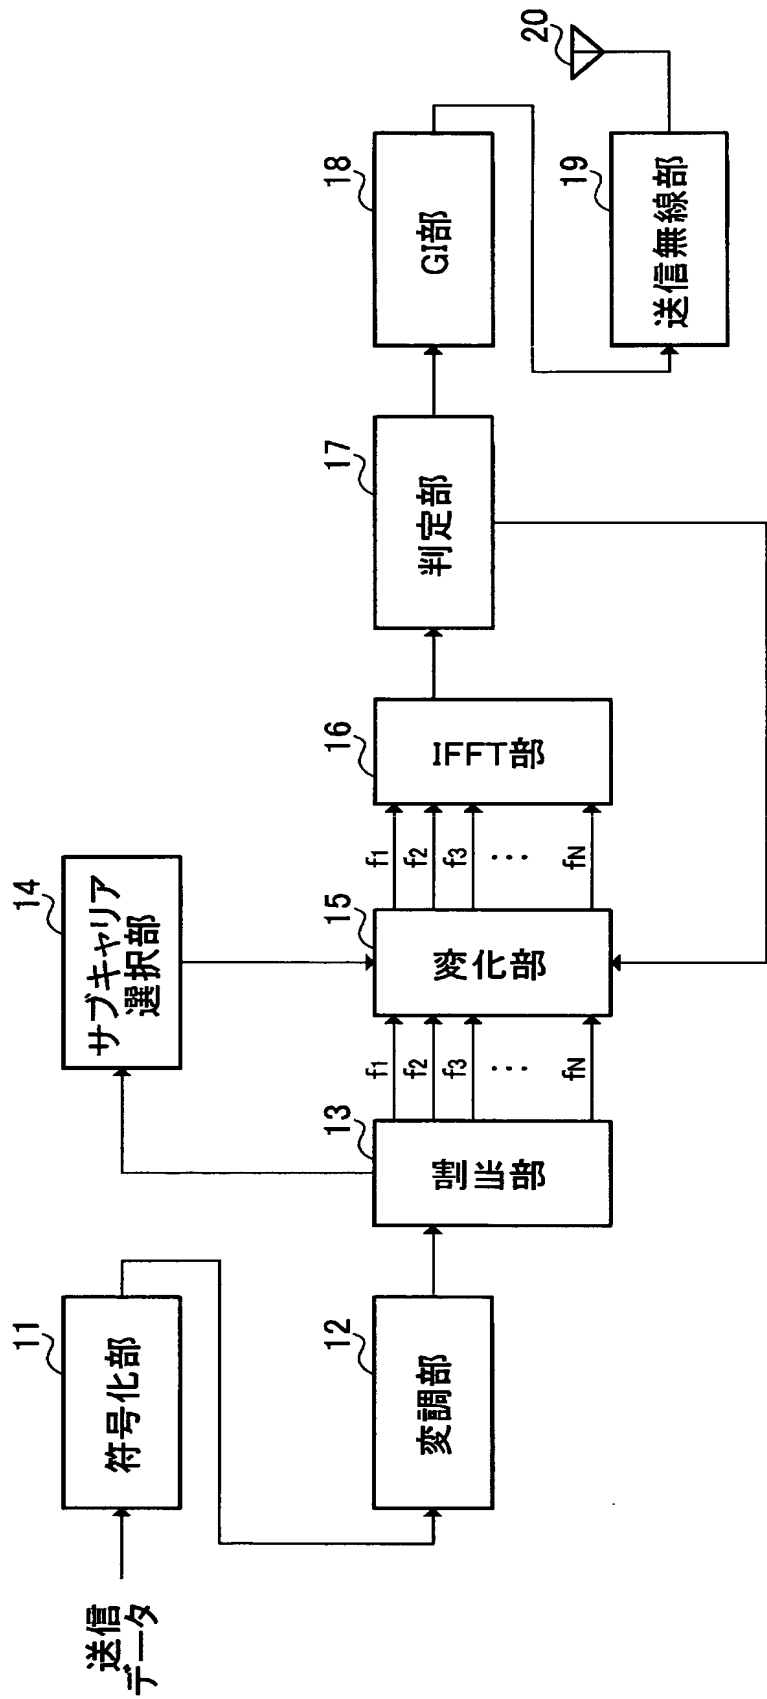 送信
データ
11
符号化部
12
変調部
13
割当部
14
サブキャリア
選択部
f1
f2
f3
...
fN
15
変化部
f1
f2
f3
...
fN
16
IFFT部
17
判定部
18
GI部
19
送信無線部
20